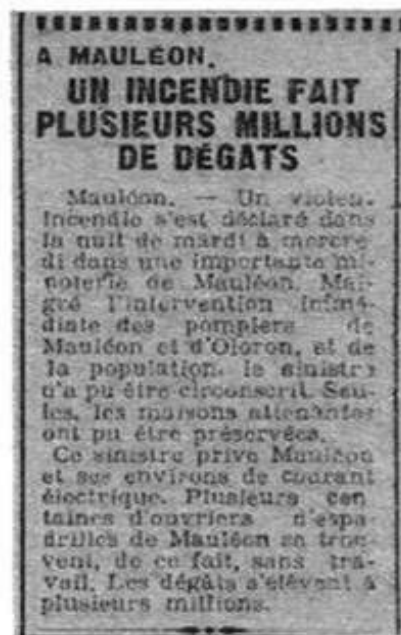 A MAULÉON.
UN INCENDIE FAIT
PLUSIEURS MILLIONS
DE DÉGATS
Mauléon. — Un violen.
incendie s'est déclaré dans
la nuit de mardi à mercre
di dans une importante mi-
noterie de Mauléon. Mal-
gré l'intervention immé-
diate des pompiers de
Mauléon et d'Oloron, et de
la population, le sinistre
n'a pu être circonscrit. Seu-
les, les maisons attenantes
ont pu être préservées.
Ce sinistre prive Mauléon
et ses environs de courant
électrique. Plusieurs cen
taines d'ouvriers d'espa-
drilles de Mauléon se trou-
vent, de ce fait, sans tra-
vail. Les dégâts s'élèvent à
plusieurs millions.